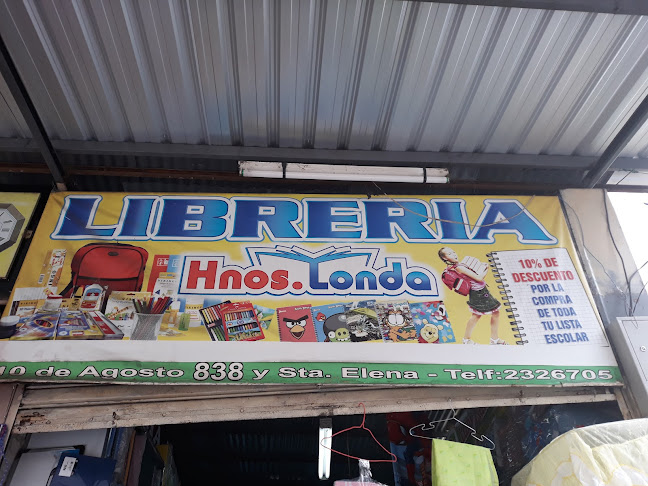 LIBRERIA
Hnos. Londa
10% DE
DESCUENTO
POR LA
COMPRA
DE TODA
TU LISTA
ESCOLAR
10 de Agosto 838 y Sta. Elena - Telf:2326705